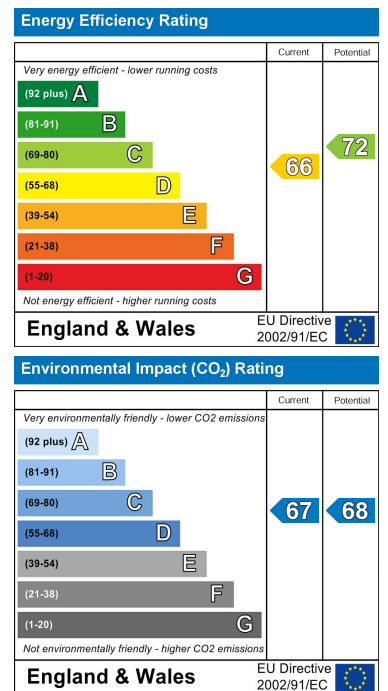 Energy Efficiency Rating
Current Potential
Very energy efficient - lower running costs
(92 plus) A
(81-91) B
(69-80) C
(55-68) D
(39-54) E
(21-38) F
(1-20) G
66 72
Not energy efficient - higher running costs
England & Wales EU Directive 2002/91/EC
Environmental Impact (CO₂) Rating
Current Potential
Very environmentally friendly - lower CO2 emissions
(92 plus) A
(81-91) B
(69-80) C
(55-68) D
(39-54) E
(21-38) F
(1-20) G
67 68
Not environmentally friendly - higher CO2 emissions
England & Wales EU Directive 2002/91/EC